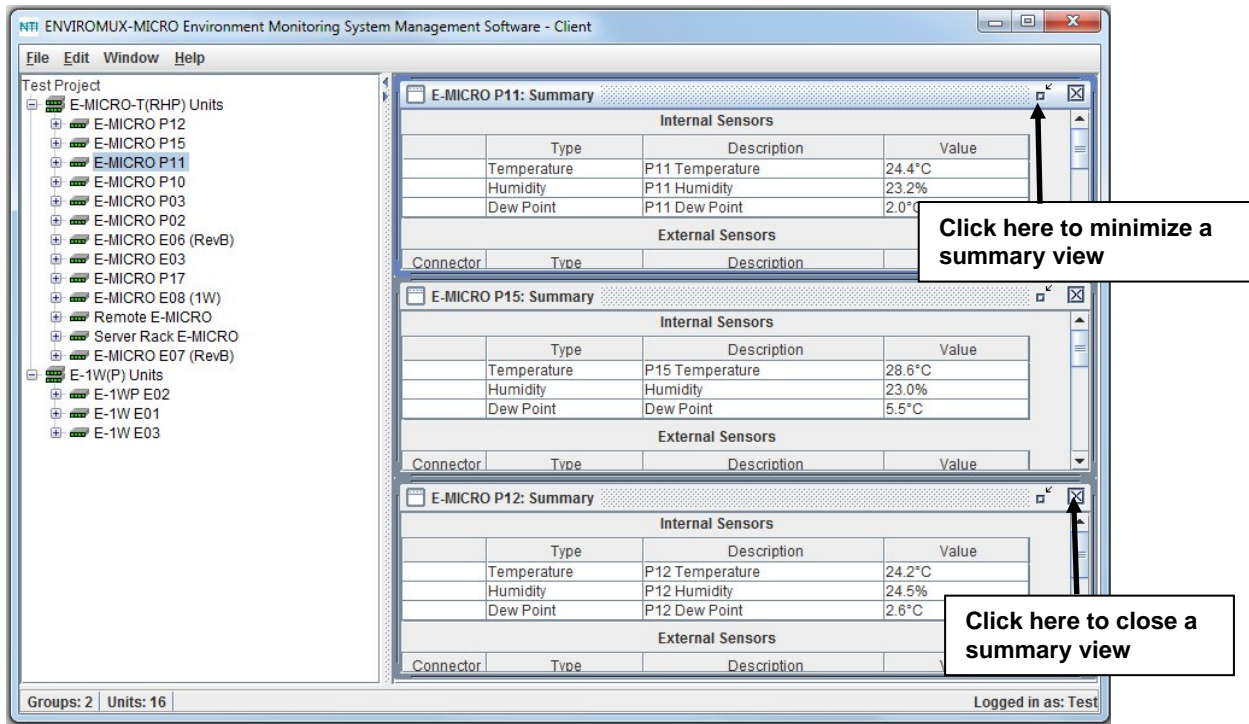 NTI ENVIROMUX-MICRO Environment Monitoring System Management Software - Client
File Edit Window Help
Test Project
E-MICRO-T(RHP) Units
E-MICRO P12
E-MICRO P15
E-MICRO P11
E-MICRO P10
E-MICRO P03
E-MICRO P02
E-MICRO E06 (RevB)
E-MICRO E03
E-MICRO P17
E-MICRO E08 (1W)
Remote E-MICRO
Server Rack E-MICRO
E-MICRO E07 (RevB)
E-1W(P) Units
E-1WP E02
E-1W E01
E-1W E03
E-MICRO P11: Summary
Internal Sensors
Type Description Value
Temperature P11 Temperature 24.4°C
Humidity P11 Humidity 23.2%
Dew Point P11 Dew Point 2.0°C
External Sensors
Connector Type Description
Click here to minimize a
summary view
E-MICRO P15: Summary
Internal Sensors
Type Description Value
Temperature P15 Temperature 28.6°C
Humidity Humidity 23.0%
Dew Point Dew Point 5.5°C
External Sensors
Connector Type Description Value
E-MICRO P12: Summary
Internal Sensors
Type Description Value
Temperature P12 Temperature 24.2°C
Humidity P12 Humidity 24.5%
Dew Point P12 Dew Point 2.6°C
External Sensors
Connector Type Description
Click here to close a
summary view
Groups: 2 Units: 16
Logged in as: Test